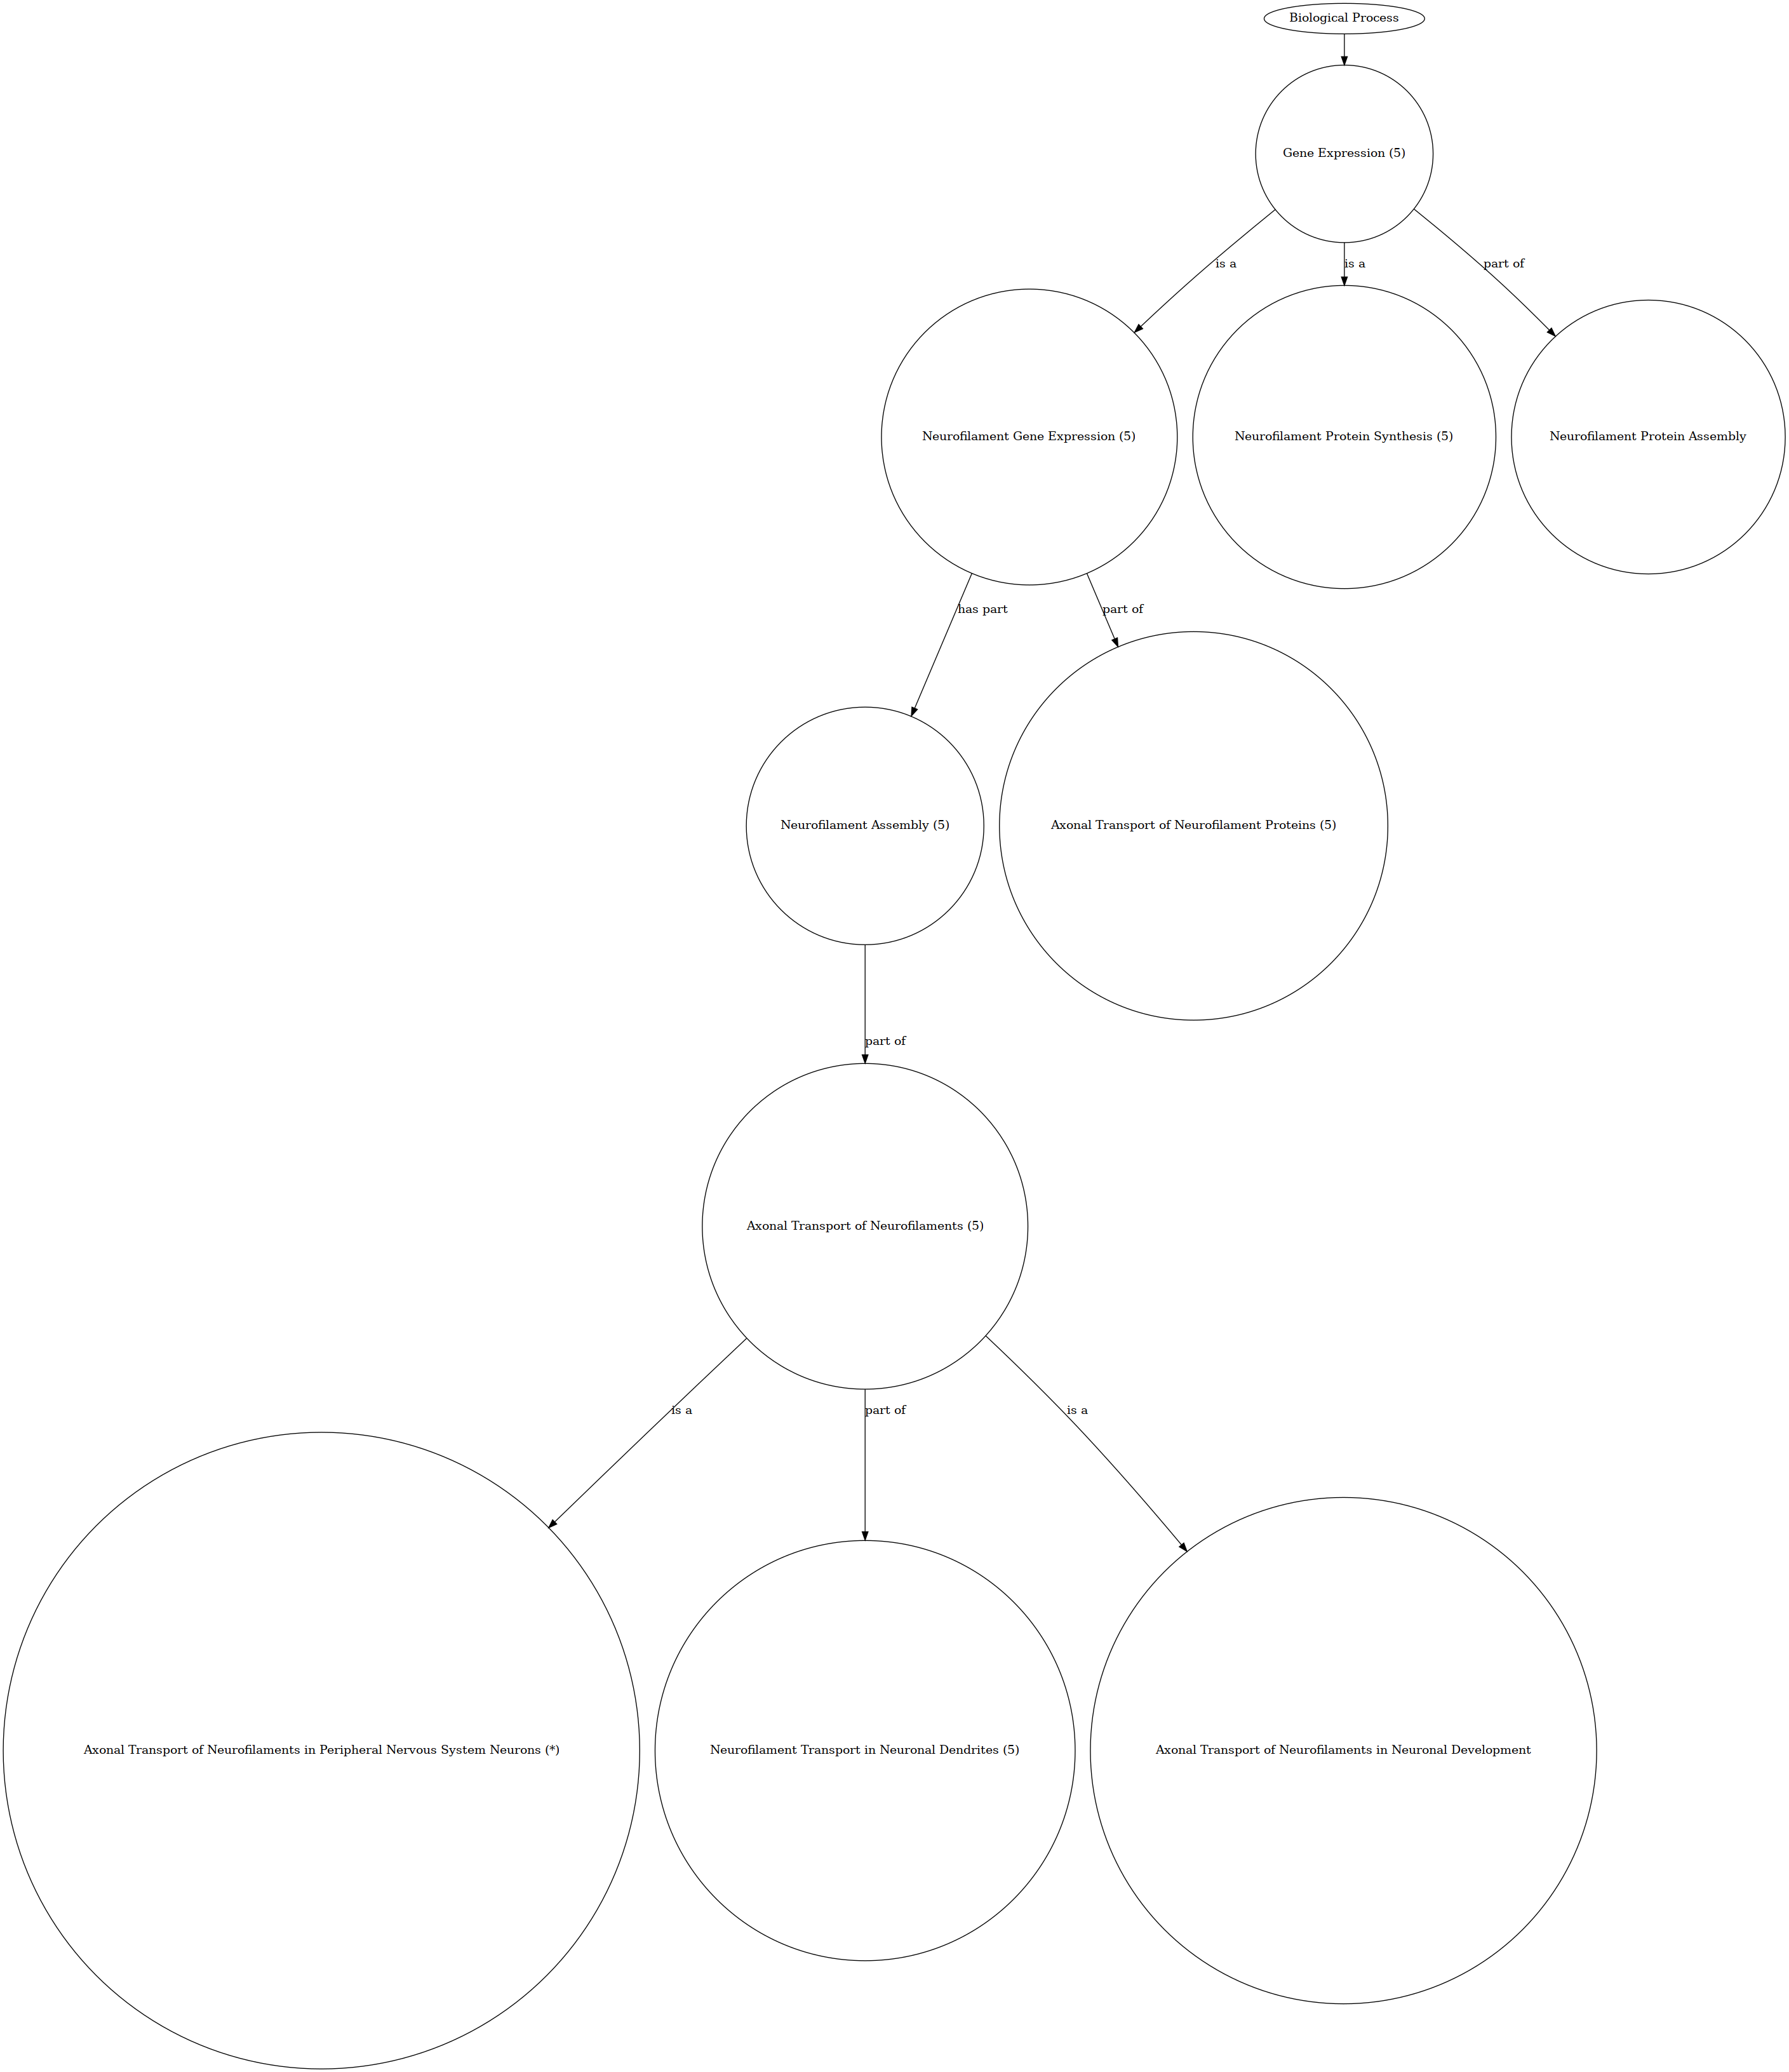 Biological Process
Gene Expression (5)
is a
is a
part of
Neurofilament Gene Expression (5)
Neurofilament Protein Synthesis (5)
Neurofilament Protein Assembly
has part
part of
Neurofilament Assembly (5)
Axonal Transport of Neurofilament Proteins (5)
part of
Axonal Transport of Neurofilaments (5)
is a
part of
is a
Axonal Transport of Neurofilaments in Peripheral Nervous System Neurons (*)
Neurofilament Transport in Neuronal Dendrites (5)
Axonal Transport of Neurofilaments in Neuronal Development